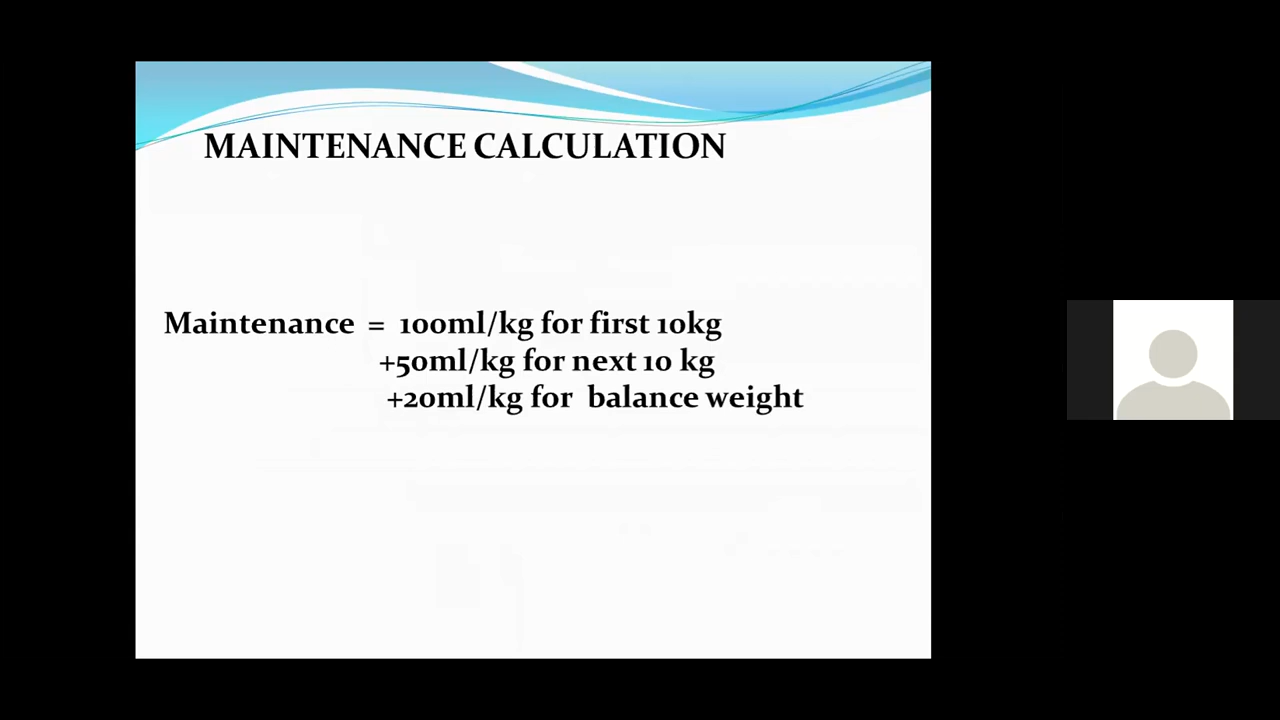 MAINTENANCE CALCULATION
Maintenance = 100ml/kg for first 10kg
+50ml/kg for next 10 kg
+20ml/kg for balance weight